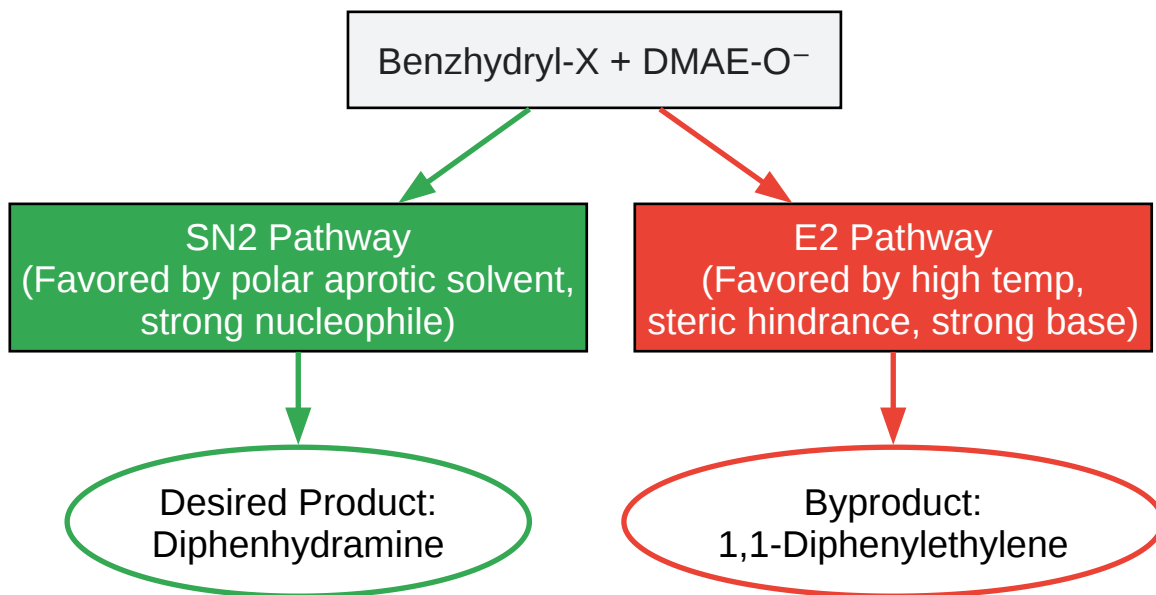 Benzhydryl-X + DMAE-O⁻
SN2 Pathway
(Favored by polar aprotic solvent,
strong nucleophile)
E2 Pathway
(Favored by high temp,
steric hindrance, strong base)
Desired Product:
Diphenhydramine
Byproduct:
1,1-Diphenylethylene